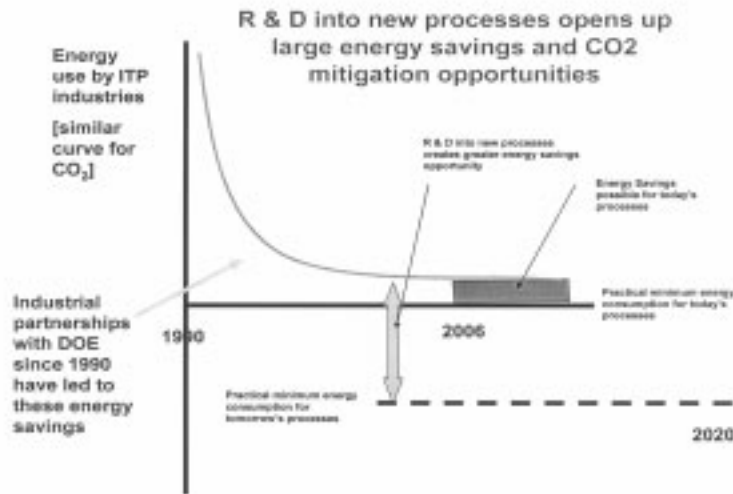 R & D into new processes opens up
large energy savings and CO2
mitigation opportunities
Energy
use by ITP
industries
[similar
curve for
CO₂]
R & D into new processes
creates greater energy savings
opportunity
Energy Savings
possible for today's
processes
Industrial
partnerships
with DOE
since 1990
have led to
these energy
savings
1990
2006
Practical minimum energy
consumption for today's
processes
Practical minimum energy
consumption for
tomorrow's processes
2020